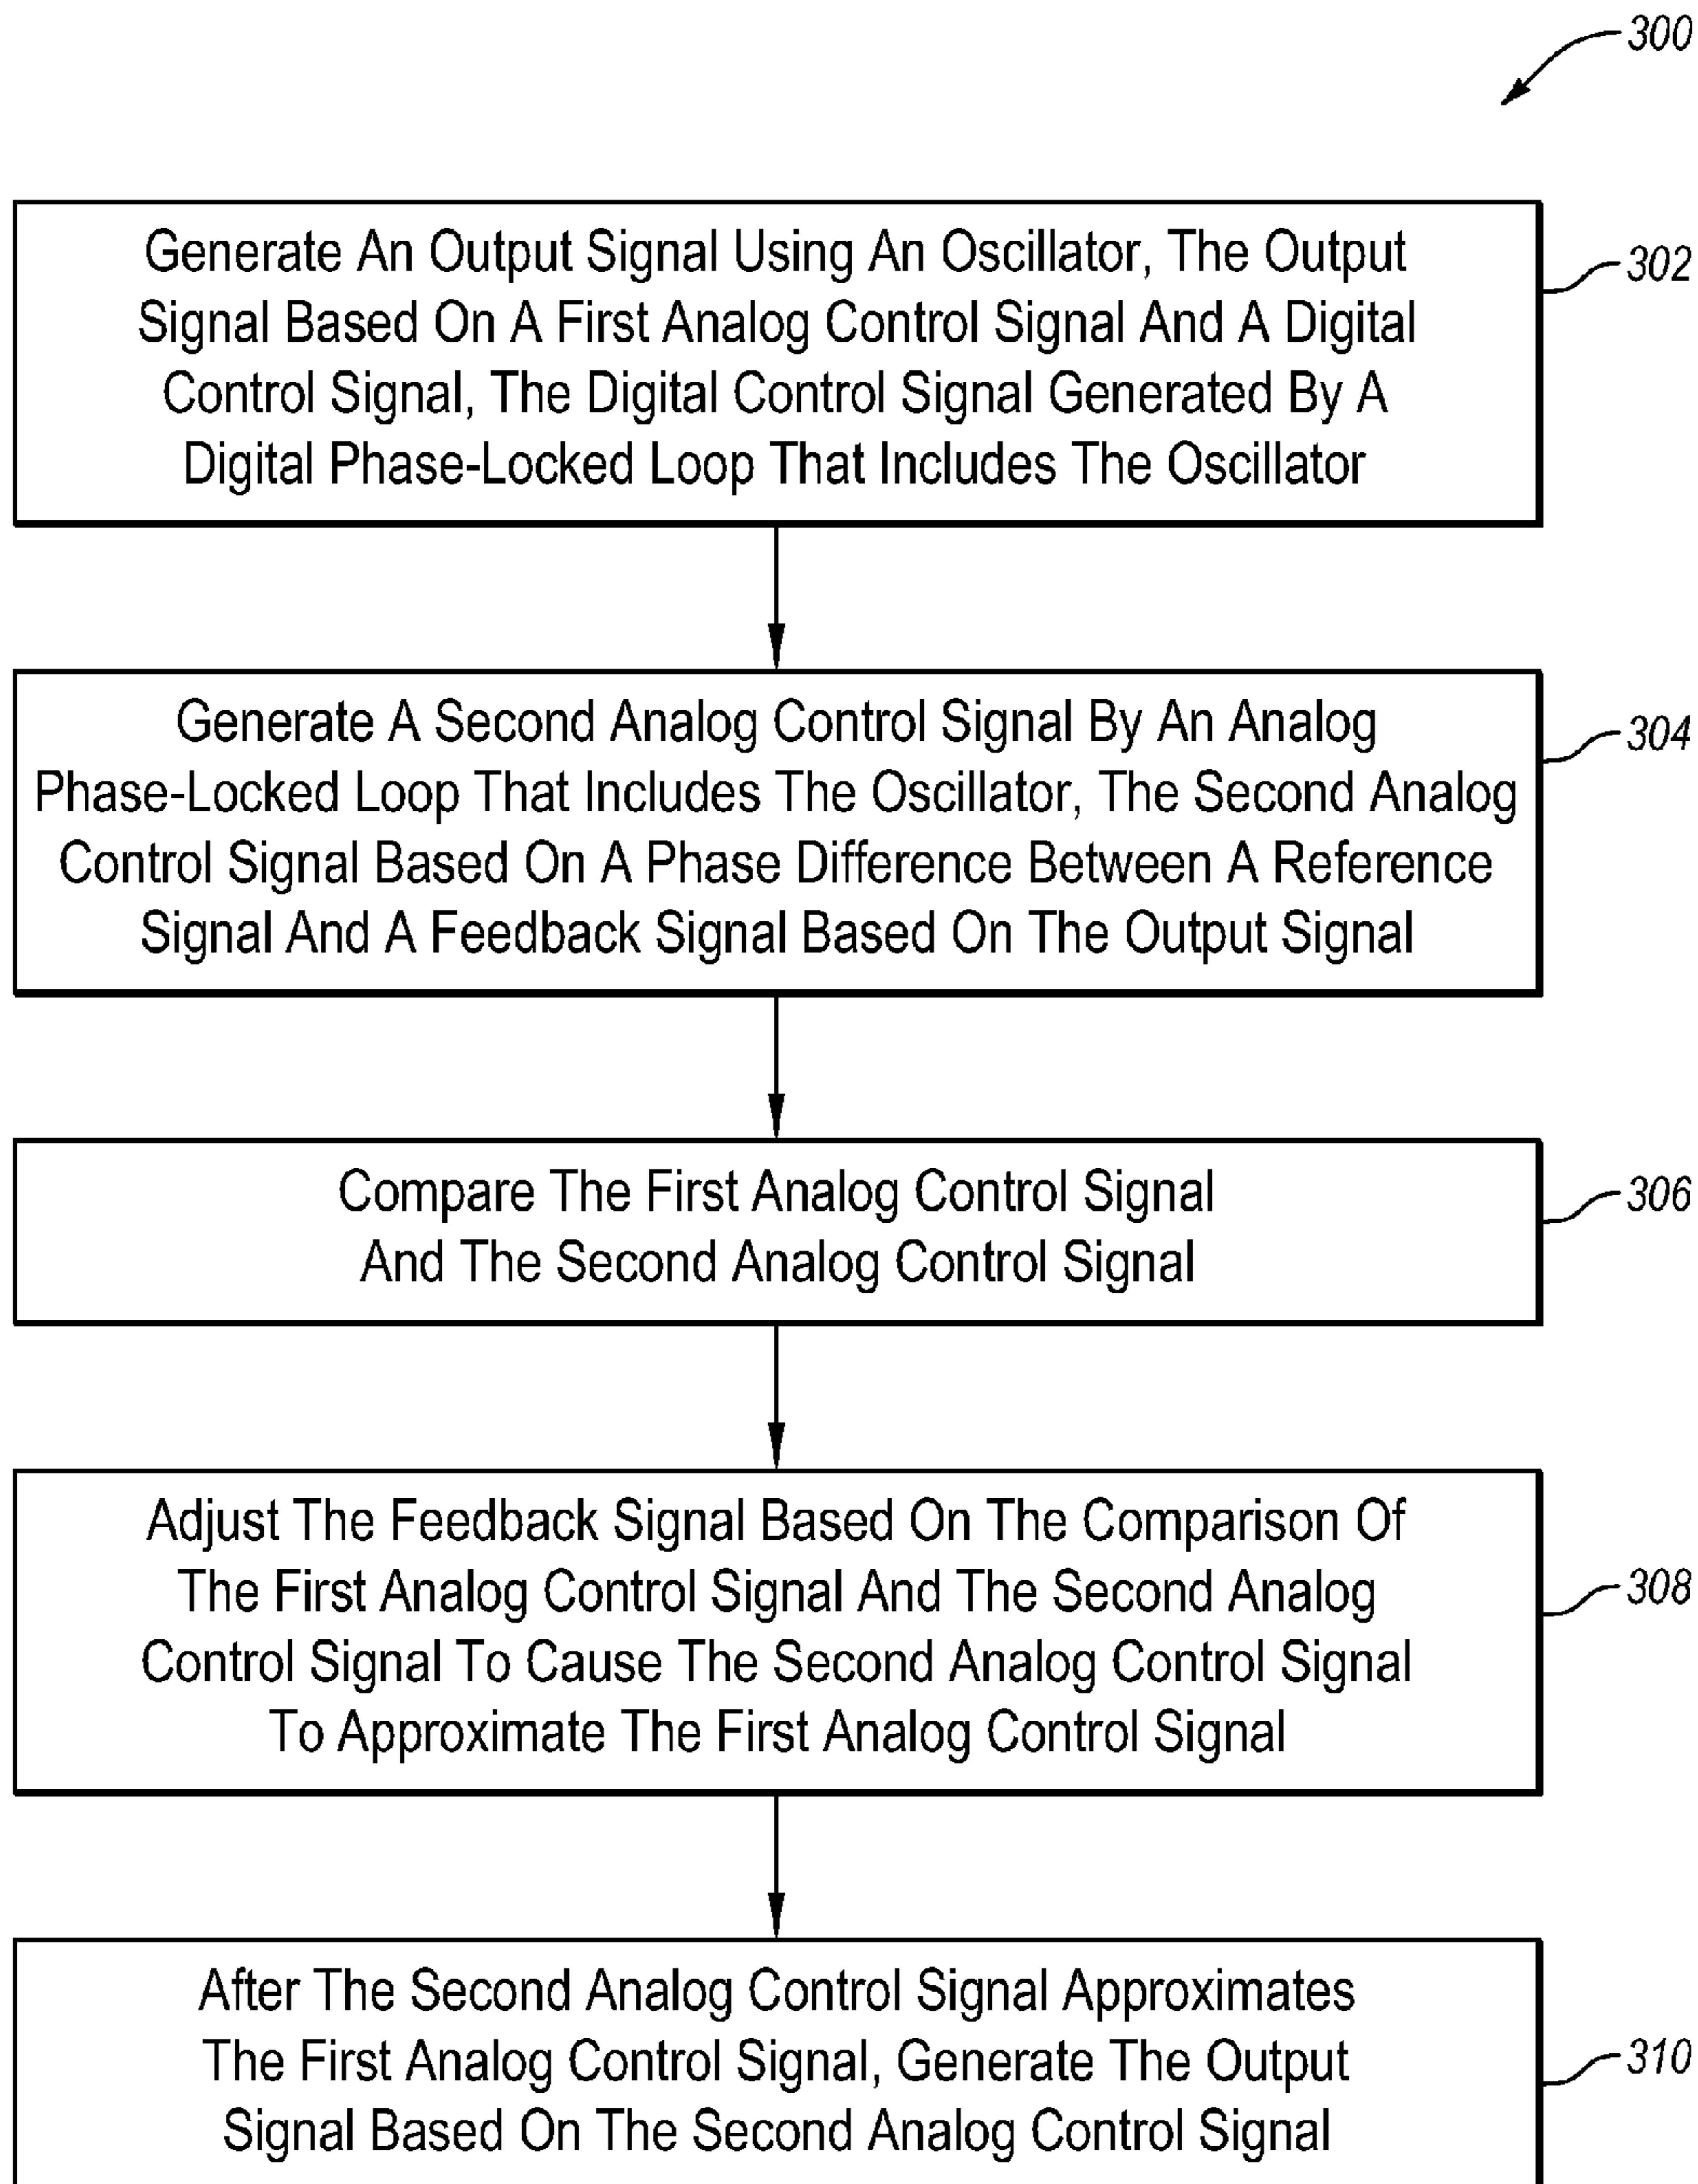 300
Generate An Output Signal Using An Oscillator, The Output
Signal Based On A First Analog Control Signal And A Digital
Control Signal, The Digital Control Signal Generated By A
Digital Phase-Locked Loop That Includes The Oscillator
302
Generate A Second Analog Control Signal By An Analog
Phase-Locked Loop That Includes The Oscillator, The Second Analog
Control Signal Based On A Phase Difference Between A Reference
Signal And A Feedback Signal Based On The Output Signal
304
Compare The First Analog Control Signal
And The Second Analog Control Signal
306
Adjust The Feedback Signal Based On The Comparison Of
The First Analog Control Signal And The Second Analog
Control Signal To Cause The Second Analog Control Signal
To Approximate The First Analog Control Signal
308
After The Second Analog Control Signal Approximates
The First Analog Control Signal, Generate The Output
Signal Based On The Second Analog Control Signal
310